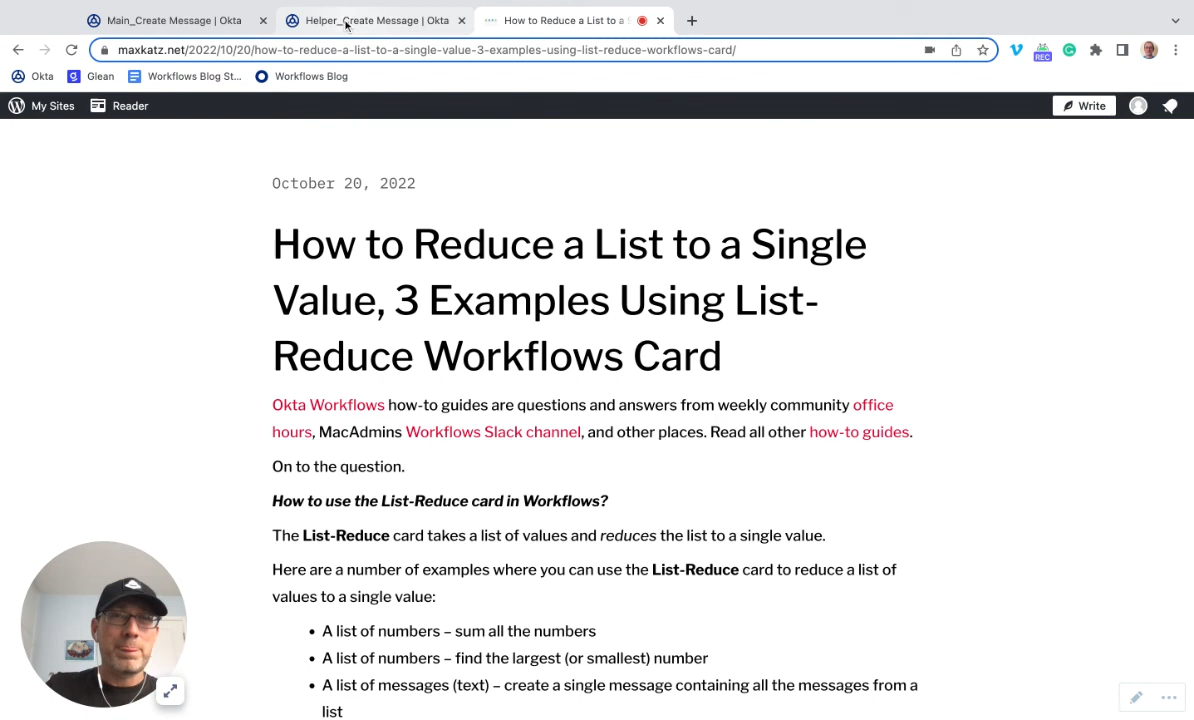 Main_Create Message | Okta
Helper_Create Message | Okta
How to Reduce a List to a S
maxkatz.net/2022/10/20/how-to-reduce-a-list-to-a-single-value-3-examples-using-list-reduce-workflows-card/
REC
Okta
Glean
Workflows Blog St...
Workflows Blog
My Sites
Reader
Write
October 20, 2022
How to Reduce a List to a Single
Value, 3 Examples Using List-
Reduce Workflows Card
Okta Workflows how-to guides are questions and answers from weekly community office
hours, MacAdmins Workflows Slack channel, and other places. Read all other how-to guides.
On to the question.
How to use the List-Reduce card in Workflows?
The List-Reduce card takes a list of values and reduces the list to a single value.
Here are a number of examples where you can use the List-Reduce card to reduce a list of
values to a single value:
• A list of numbers – sum all the numbers
• A list of numbers – find the largest (or smallest) number
• A list of messages (text) – create a single message containing all the messages from a
list